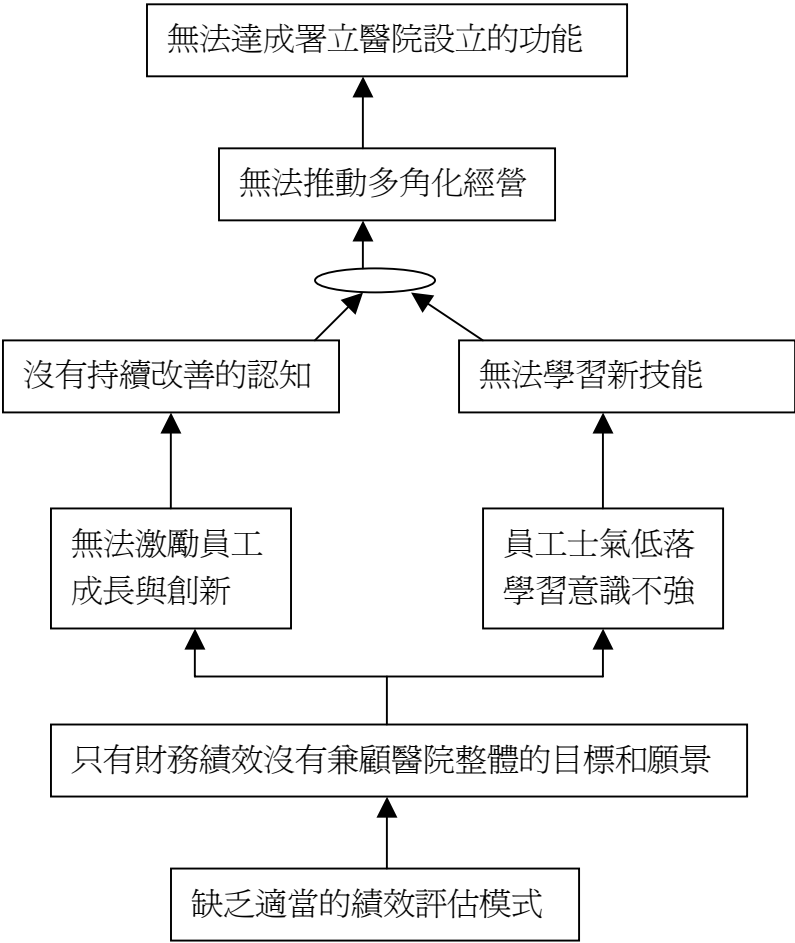 無法達成署立醫院設立的功能
無法推動多角化經營
沒有持續改善的認知
無法學習新技能
無法激勵員工
成長與創新
員工士氣低落
學習意識不強
只有財務績效沒有兼顧醫院整體的目標和願景
缺乏適當的績效評估模式